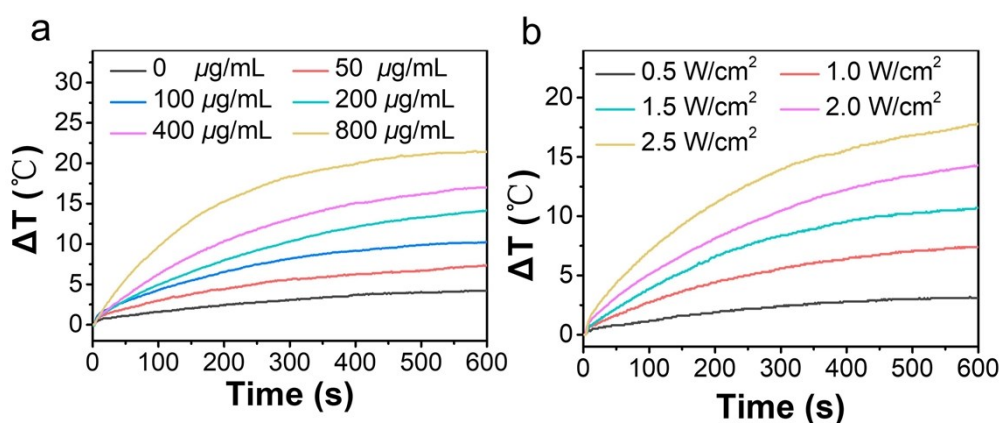 a
0 µg/mL 50 µg/mL
100 µg/mL 200 µg/mL
400 µg/mL 800 µg/mL
30
25
20
15
10
5
0
ΔT (℃)
0 100 200 300 400 500 600
Time (s)
b
0.5 W/cm²
1.0 W/cm²
1.5 W/cm²
2.0 W/cm²
2.5 W/cm²
20
15
10
5
0
ΔT (℃)
0 100 200 300 400 500 600
Time (s)